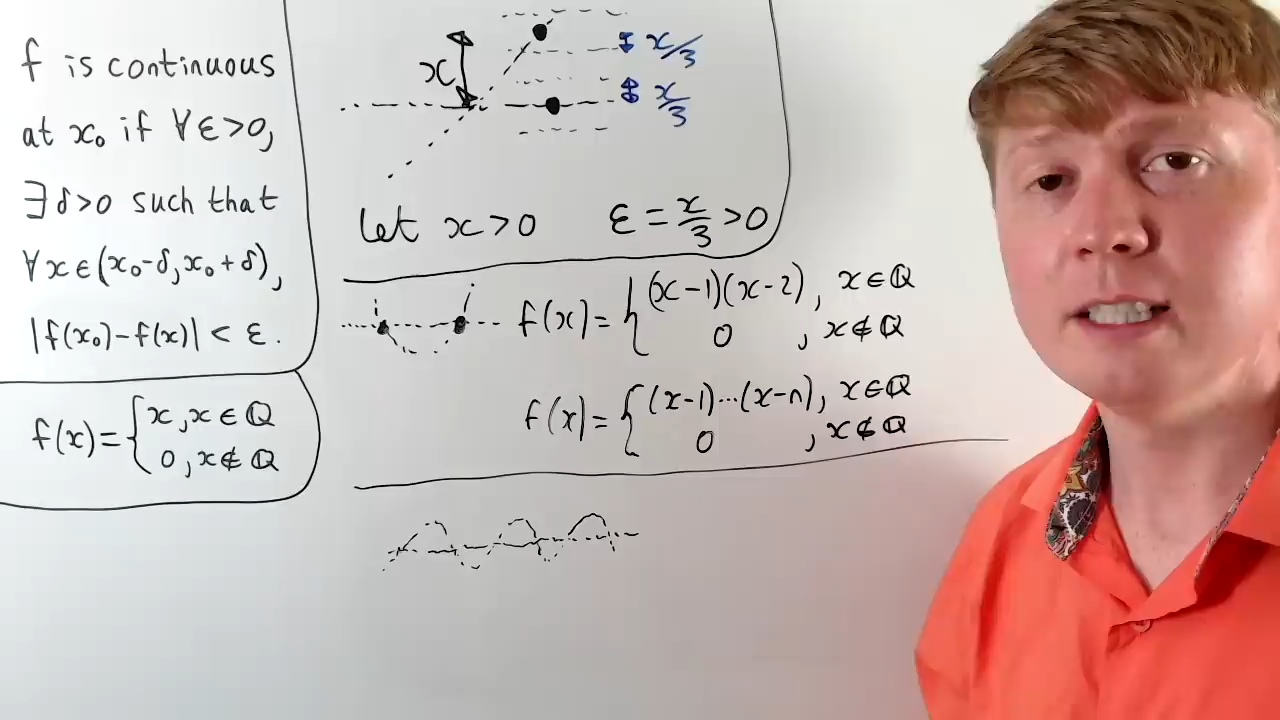 f is continuous
at x₀ if ∀ε>0,
∃δ>0 such that
∀x∈(x₀-δ,x₀+δ),
|f(x₀)-f(x)| < ε.
f(x)={x, x∈ℚ
0, x∉ℚ
x
x/3
x/3
let x>0 ε=x/3>0
f(x)={(x-1)(x-2), x∈ℚ
0, x∉ℚ
f(x)={(x-1)...(x-n), x∈ℚ
0, x∉ℚ